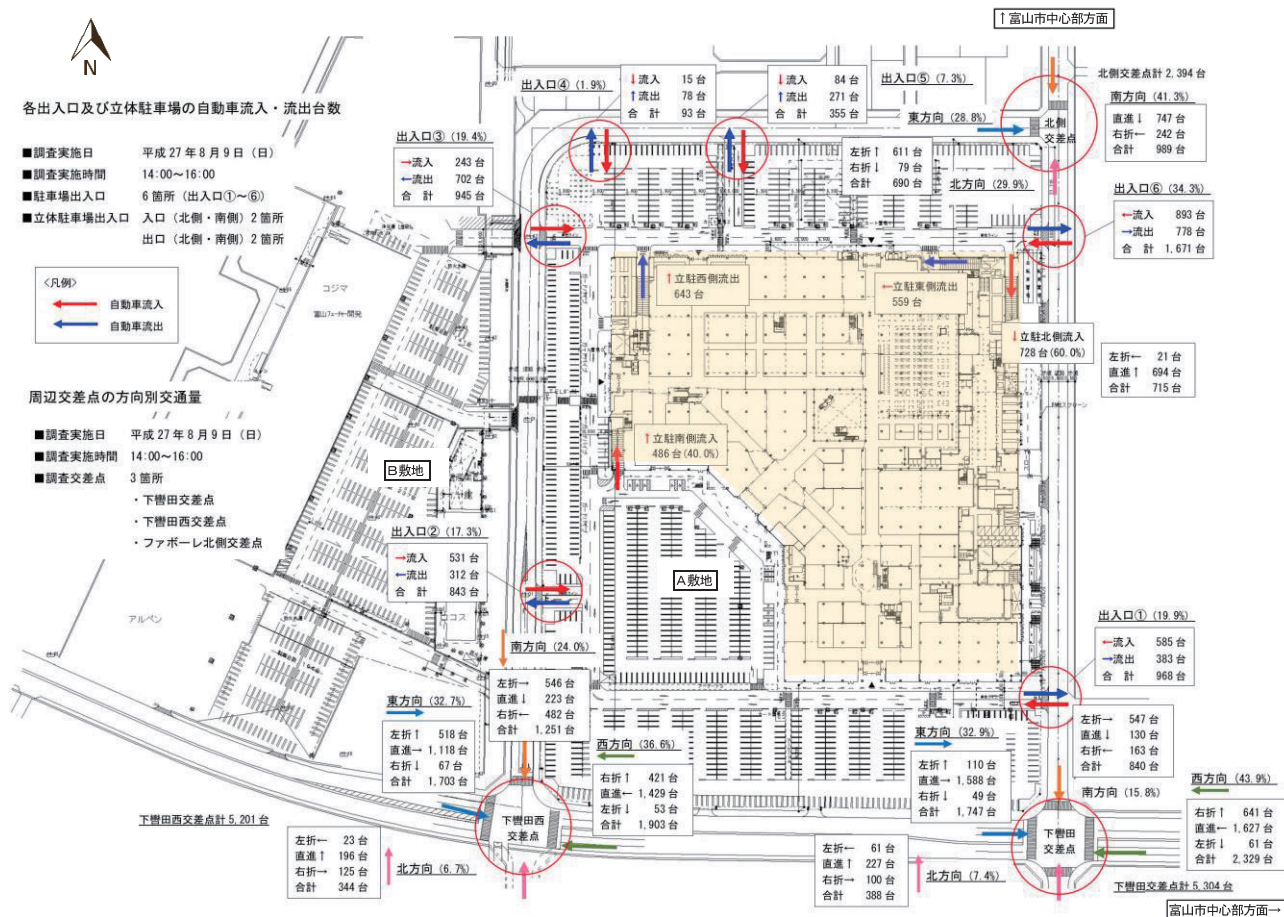 ↑富山市中心部方面
N
各出入口及び立体駐車場の自動車流入・流出台数
■調査実施日 平成27年8月9日（日）
■調査実施時間 14:00〜16:00
■駐車場出入口 6箇所（出入口①〜⑥）
■立体駐車場出入口 入口（北側・南側）2箇所
出口（北側・南側）2箇所
〈凡例〉
自動車流入
自動車流出
周辺交差点の方向別交通量
■調査実施日 平成27年8月9日（日）
■調査実施時間 14:00〜16:00
■調査交差点 3箇所
・下轡田交差点
・下轡田西交差点
・ファボーレ北側交差点
出入口④（1.9%）
↓流入 15台
↑流出 78台
合計 93台
出入口⑤（7.3%）
↓流入 84台
↑流出 271台
合計 355台
北側交差点計 2,394台
南方向（41.3%）
直進↓ 747台
右折← 242台
合計 989台
北側
交差点
東方向（28.8%）
左折↑ 611台
右折↓ 79台
合計 690台
北方向（29.9%）
左折← 21台
直進↑ 694台
合計 715台
出入口③（19.4%）
→流入 243台
←流出 702台
合計 945台
出入口⑥（34.3%）
←流入 893台
→流出 778台
合計 1,671台
↑立駐西側流出
643台
←立駐東側流出
559台
↓立駐北側流入
728台(60.0%)
↑立駐南側流入
486台(40.0%)
コジマ
富山フューチャー開発
B敷地
A敷地
アルペン
ココス
出入口②（17.3%）
→流入 531台
←流出 312台
合計 843台
出入口①（19.9%）
←流入 585台
→流出 383台
合計 968台
南方向（24.0%）
左折→ 546台
直進↓ 223台
右折← 482台
合計 1,251台
東方向（32.7%）
左折↑ 518台
直進→ 1,118台
右折↓ 67台
合計 1,703台
西方向（36.6%）
右折↑ 421台
直進← 1,429台
左折↓ 53台
合計 1,903台
下轡田西
交差点
下轡田西交差点計 5,201台
左折← 23台
直進↑ 196台
右折→ 125台
合計 344台
北方向（6.7%）
東方向（32.9%）
左折↑ 110台
直進→ 1,588台
右折↓ 49台
合計 1,747台
左折→ 547台
直進↓ 130台
右折← 163台
合計 840台
南方向（15.8%）
西方向（43.9%）
右折↑ 641台
直進← 1,627台
左折↓ 61台
合計 2,329台
下轡田
交差点
左折← 61台
直進↑ 227台
右折→ 100台
合計 388台
北方向（7.4%）
下轡田交差点計 5,304台
富山市中心部方面→